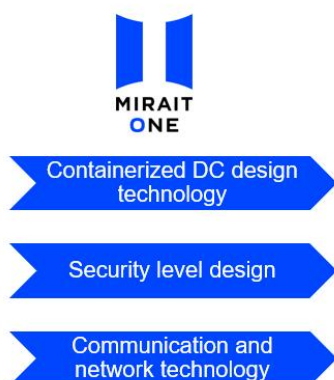 MIRAIT
ONE
Containerized DC design
technology
Security level design
Communication and
network technology